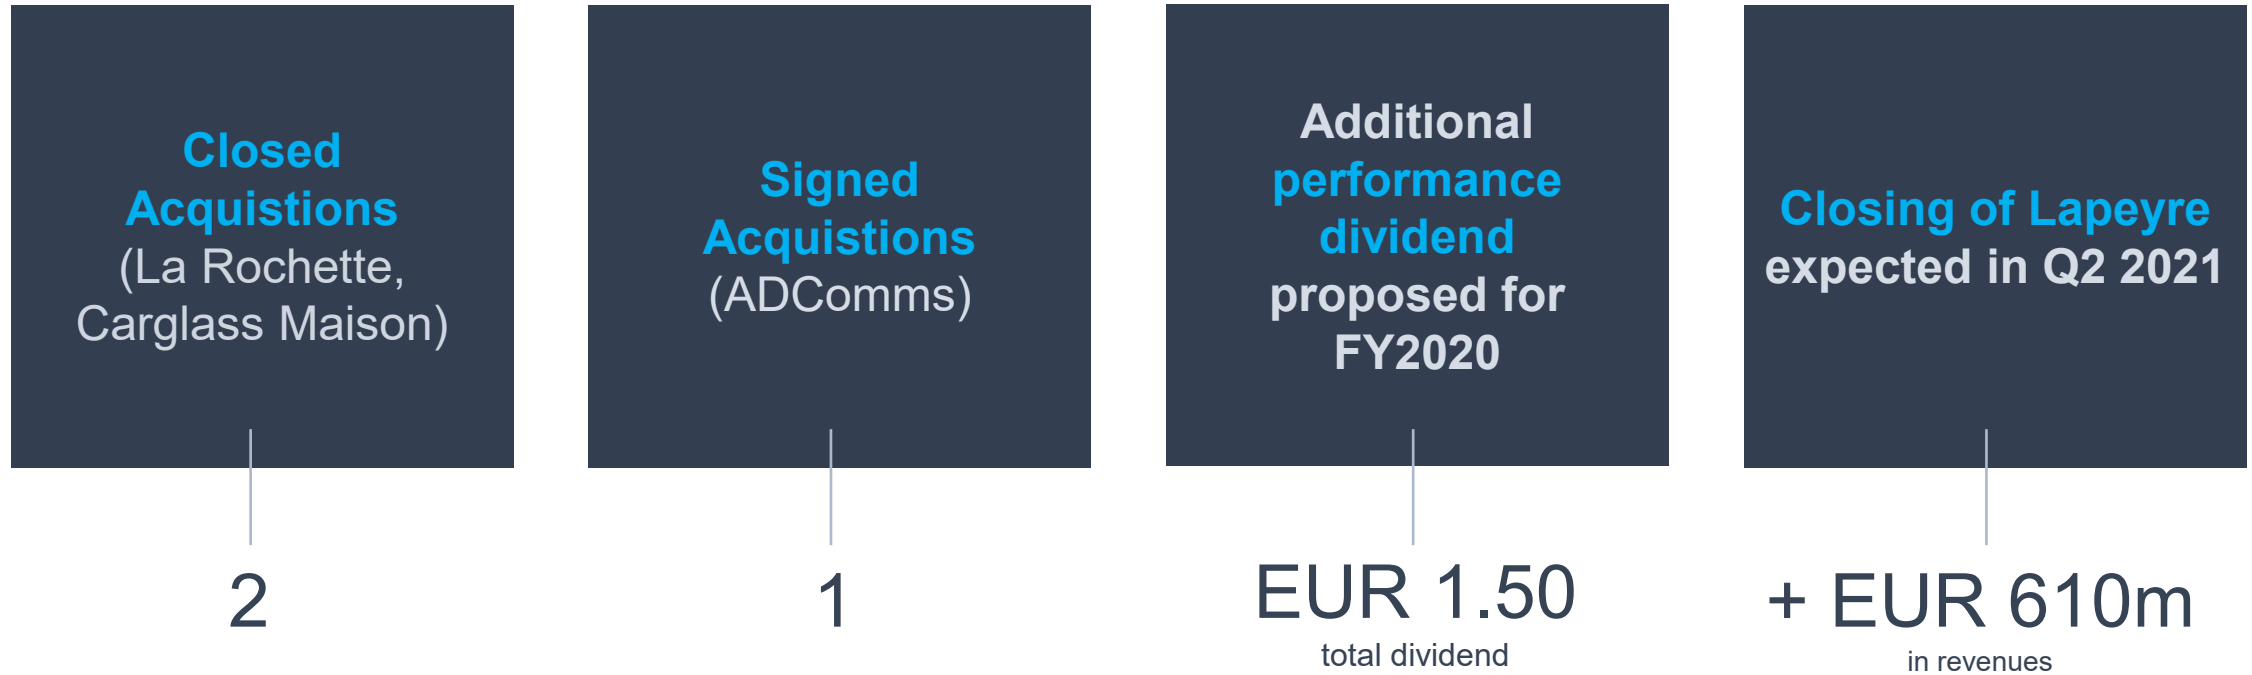 Closed
Acquistions
(La Rochette,
Carglass Maison)
2
Signed
Acquistions
(ADComms)
1
Additional
performance
dividend
proposed for
FY2020
EUR 1.50
total dividend
Closing of Lapeyre
expected in Q2 2021
+ EUR 610m
in revenues